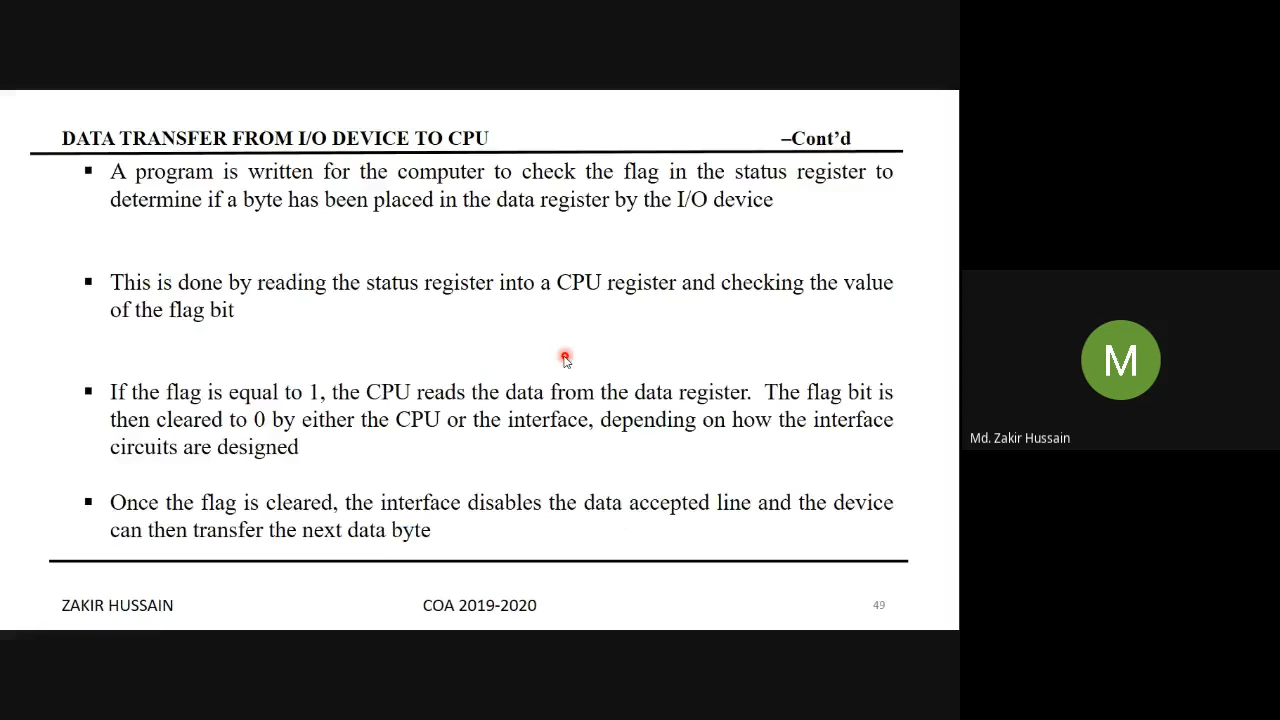 DATA TRANSFER FROM I/O DEVICE TO CPU –Cont’d
▪ A program is written for the computer to check the flag in the status register to
determine if a byte has been placed in the data register by the I/O device
▪ This is done by reading the status register into a CPU register and checking the value
of the flag bit
▪ If the flag is equal to 1, the CPU reads the data from the data register. The flag bit is
then cleared to 0 by either the CPU or the interface, depending on how the interface
circuits are designed
▪ Once the flag is cleared, the interface disables the data accepted line and the device
can then transfer the next data byte
ZAKIR HUSSAIN COA 2019-2020 49
M
Md. Zakir Hussain